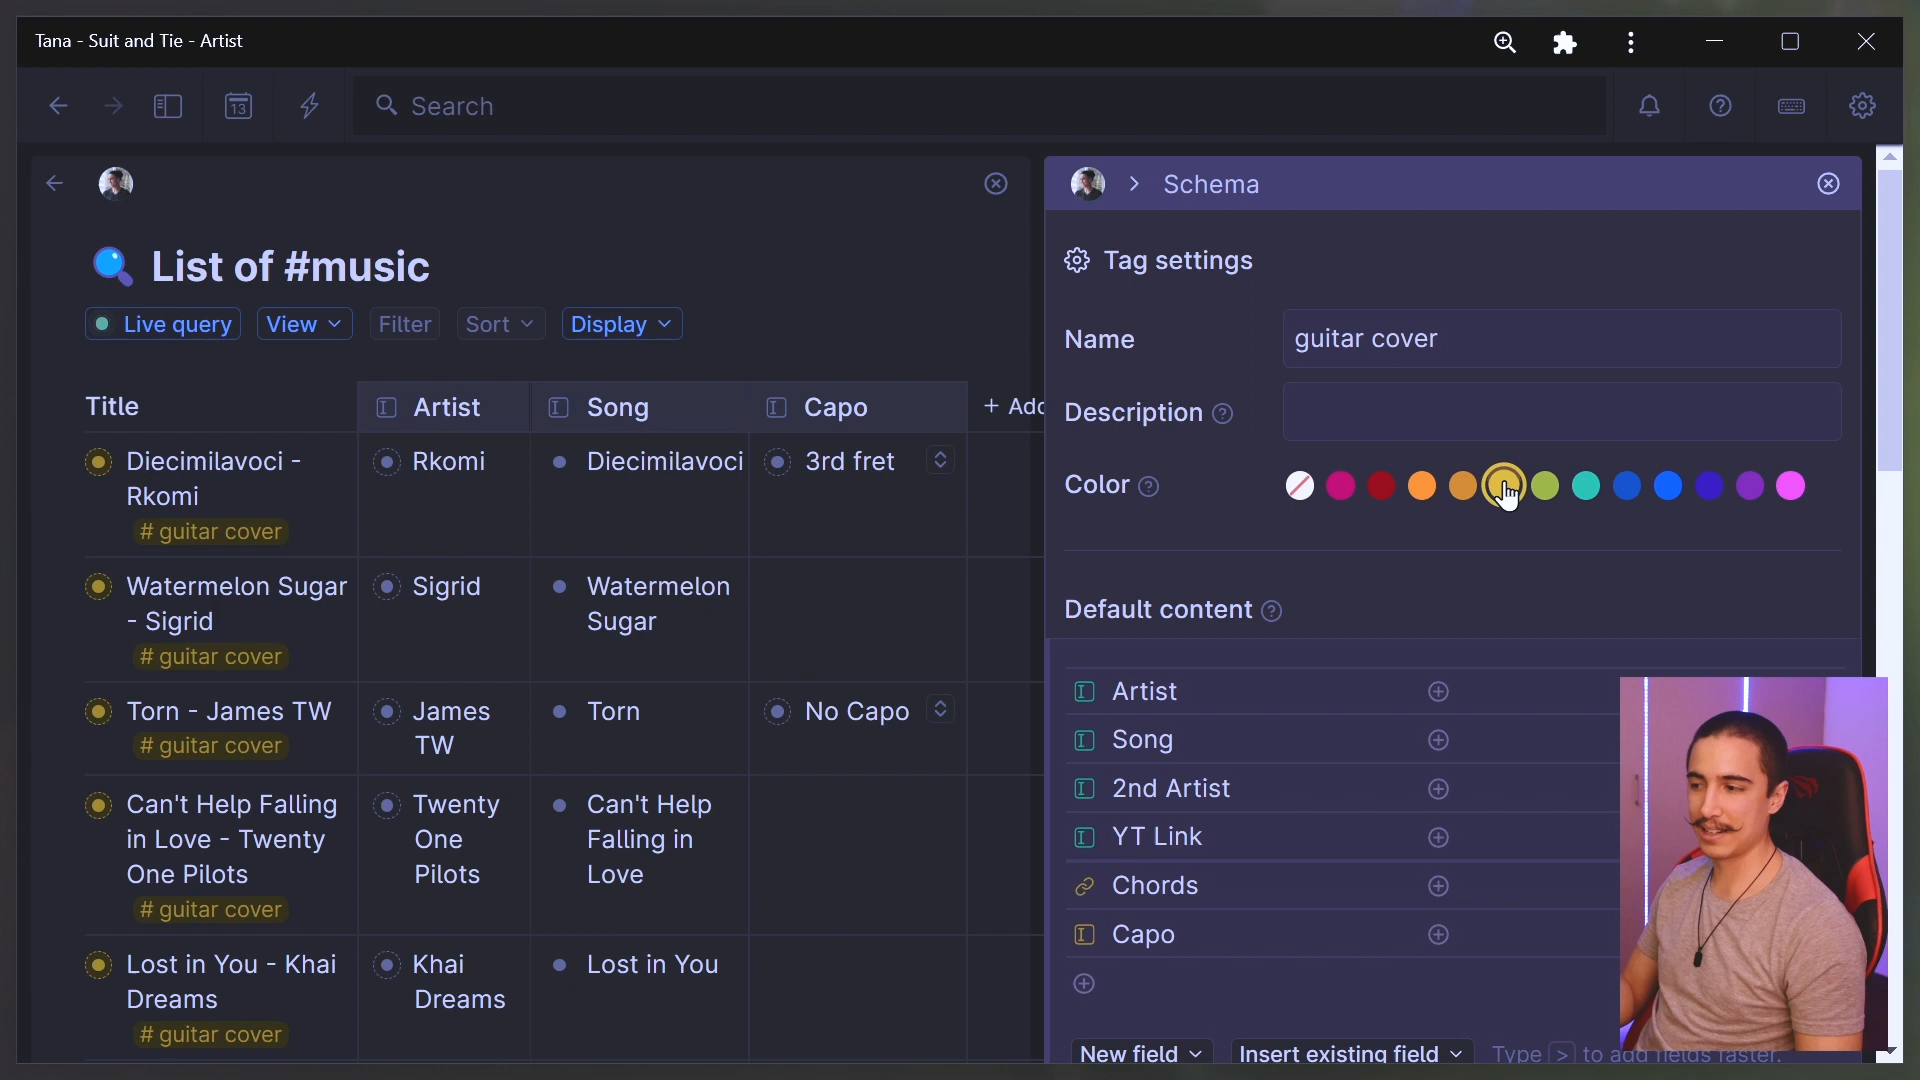 Tana - Suit and Tie - Artist
13
Search
List of #music
Live query
View
Filter
Sort
Display
Title
Artist
Song
Capo
+ Add
Diecimilavoci -
Rkomi
# guitar cover
Rkomi
Diecimilavoci
3rd fret
Watermelon Sugar
- Sigrid
# guitar cover
Sigrid
Watermelon
Sugar
Torn - James TW
# guitar cover
James
TW
Torn
No Capo
Can't Help Falling
in Love - Twenty
One Pilots
# guitar cover
Twenty
One
Pilots
Can't Help
Falling in
Love
Lost in You - Khai
Dreams
# guitar cover
Khai
Dreams
Lost in You
> Schema
Tag settings
Name
guitar cover
Description ?
Color ?
Default content ?
Artist
Song
2nd Artist
YT Link
Chords
Capo
New field
Insert existing field
Type > to add fields faster.